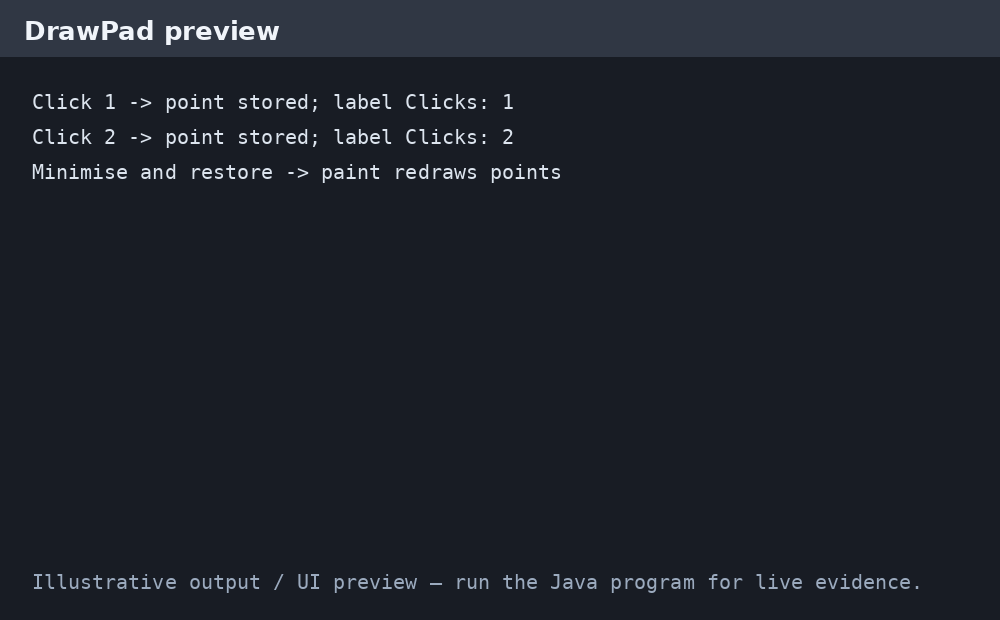 DrawPad preview
Click 1 -> point stored; label Clicks: 1
Click 2 -> point stored; label Clicks: 2
Minimise and restore -> paint redraws points
Illustrative output / UI preview — run the Java program for live evidence.